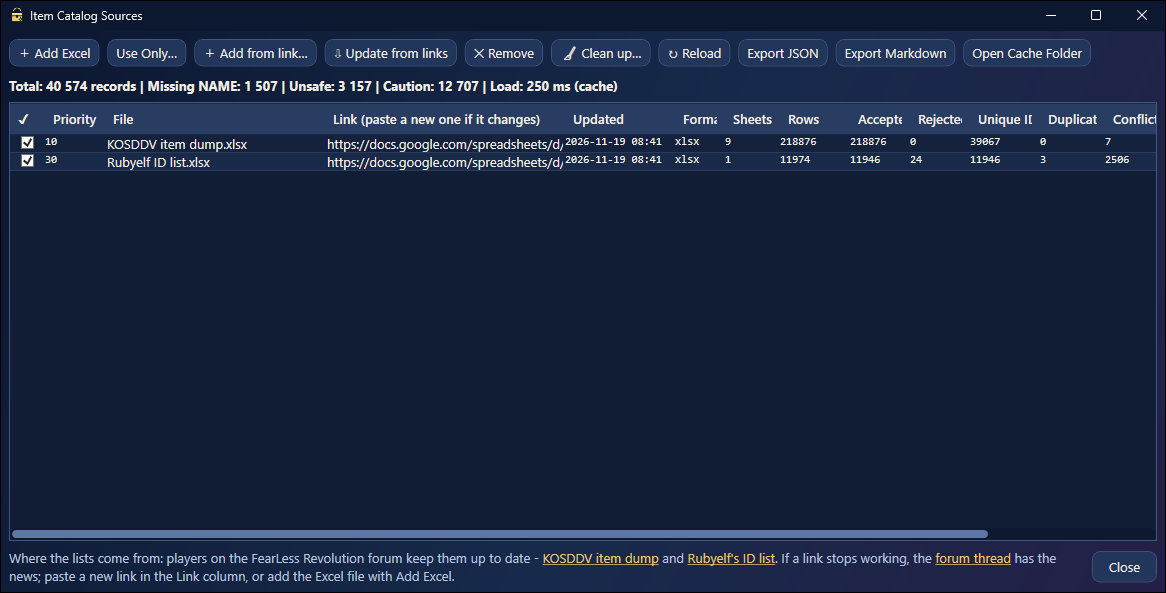 Item Catalog Sources
+ Add Excel Use Only... + Add from link... ⇩ Update from links ✕ Remove Clean up... ↻ Reload Export JSON Export Markdown Open Cache Folder
Total: 40 574 records | Missing NAME: 1 507 | Unsafe: 3 157 | Caution: 12 707 | Load: 250 ms (cache)
✓ Priority File Link (paste a new one if it changes) Updated Forma Sheets Rows Accepte Rejected Unique ID Duplicat Conflict
10 KOSDDV item dump.xlsx https://docs.google.com/spreadsheets/d/ 2026-11-19 08:41 xlsx 9 218876 218876 0 39067 0 7
30 Rubyelf ID list.xlsx https://docs.google.com/spreadsheets/d/ 2026-11-19 08:41 xlsx 1 11974 11946 24 11946 3 2506
Where the lists come from: players on the FearLess Revolution forum keep them up to date - KOSDDV item dump and Rubyelf's ID list. If a link stops working, the forum thread has the
news; paste a new link in the Link column, or add the Excel file with Add Excel.
Close